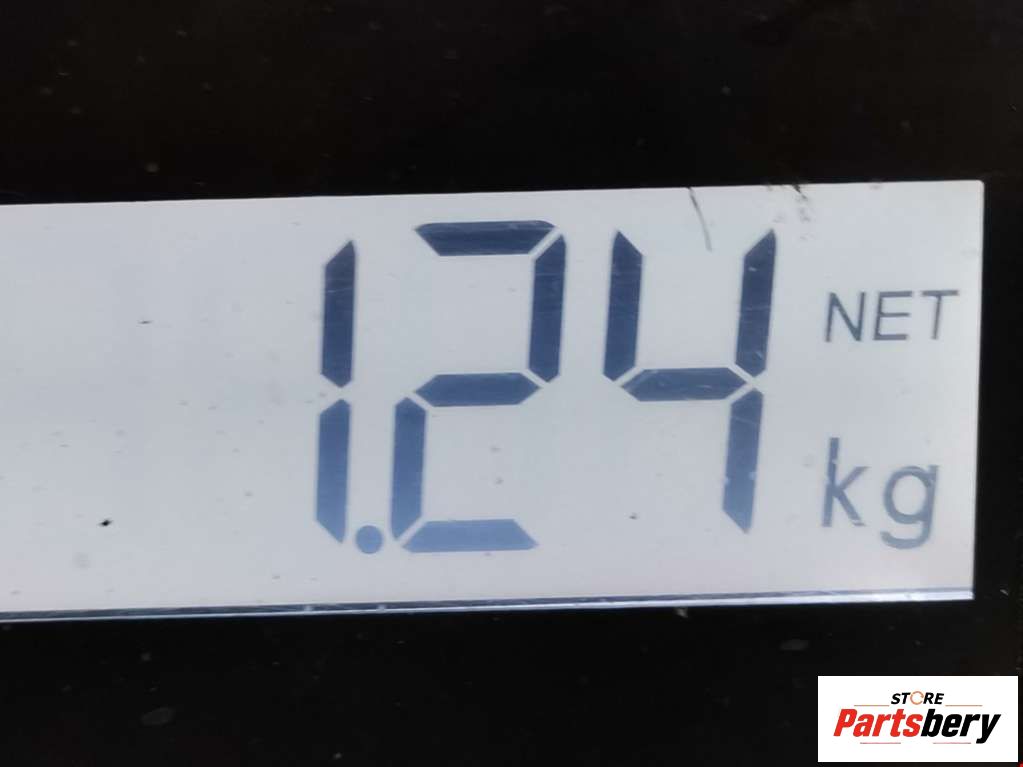 1.24 NET
kg
STORE
Partsbery